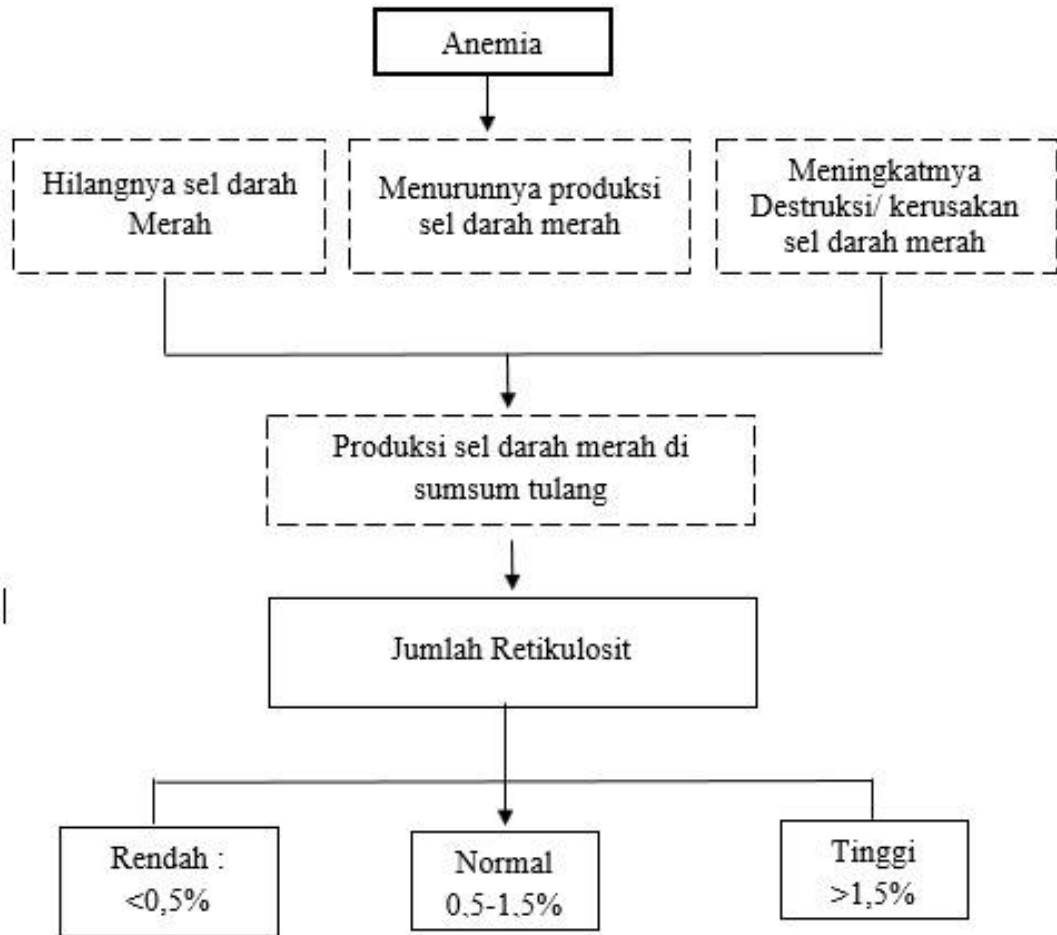 Anemia
Hilangnya sel darah
Merah
Menurunnya produksi
sel darah merah
Meningkatmya
Destruksi/ kerusakan
sel darah merah
Produksi sel darah merah di
sumsum tulang
Jumlah Retikulosit
Rendah :
<0,5%
Normal
0,5-1,5%
Tinggi
>1,5%